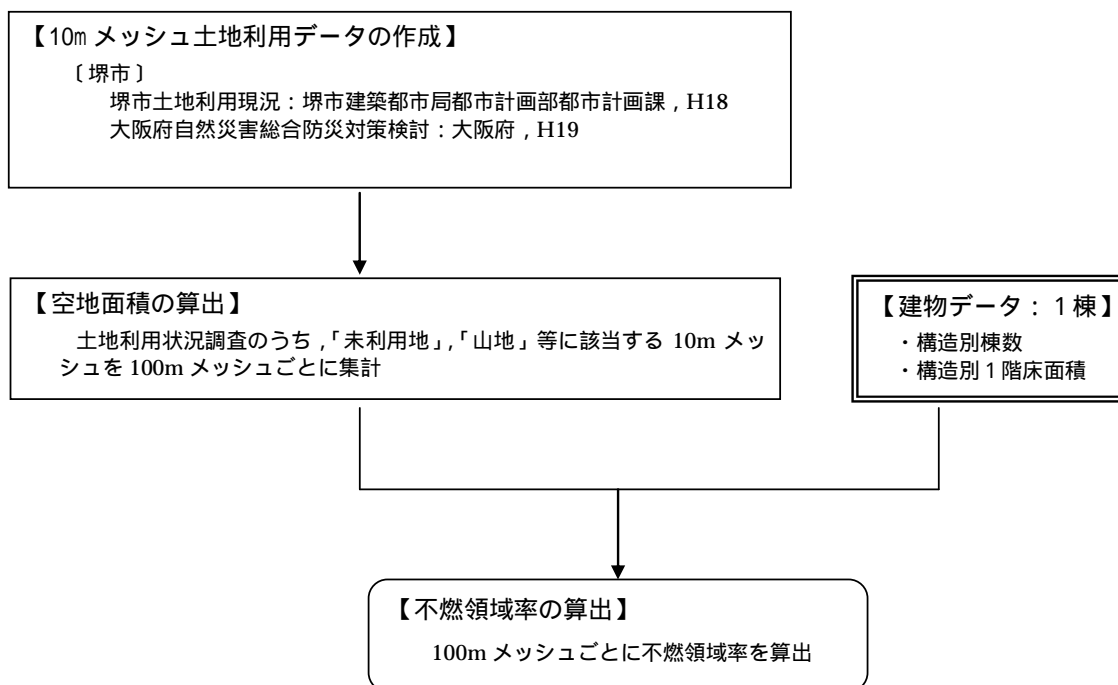 【10m メッシュ土地利用データの作成】
〔堺市〕
堺市土地利用現況：堺市建築都市局都市計画部都市計画課，H18
大阪府自然災害総合防災対策検討：大阪府，H19
【空地面積の算出】
土地利用状況調査のうち，「未利用地」，「山地」等に該当する 10m メッ
シュを 100m メッシュごとに集計
【建物データ：１棟】
・構造別棟数
・構造別１階床面積
【不燃領域率の算出】
100m メッシュごとに不燃領域率を算出